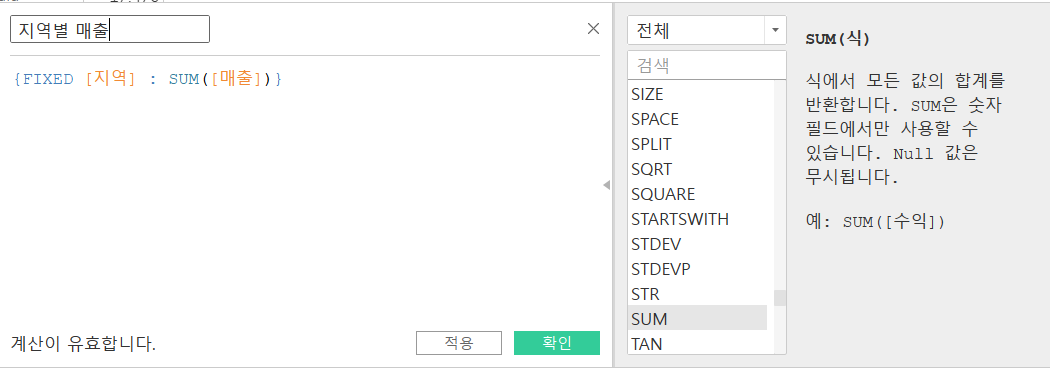 지역별 매출
{FIXED [지역] : SUM([매출])}
계산이 유효합니다.
적용
확인
전체
검색
SIZE
SPACE
SPLIT
SQRT
SQUARE
STARTSWITH
STDEV
STDEVP
STR
SUM
TAN
SUM(식)
식에서 모든 값의 합계를
반환합니다. SUM은 숫자
필드에서만 사용할 수
있습니다. Null 값은
무시됩니다.
예: SUM([수익])